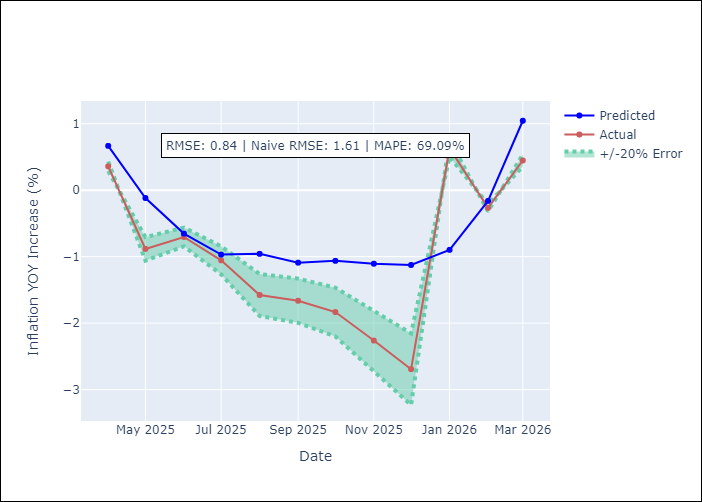 Predicted
Actual
+/-20% Error
RMSE: 0.84 | Naive RMSE: 1.61 | MAPE: 69.09%
Inflation YOY Increase (%)
1
0
−1
−2
−3
May 2025
Jul 2025
Sep 2025
Nov 2025
Jan 2026
Mar 2026
Date